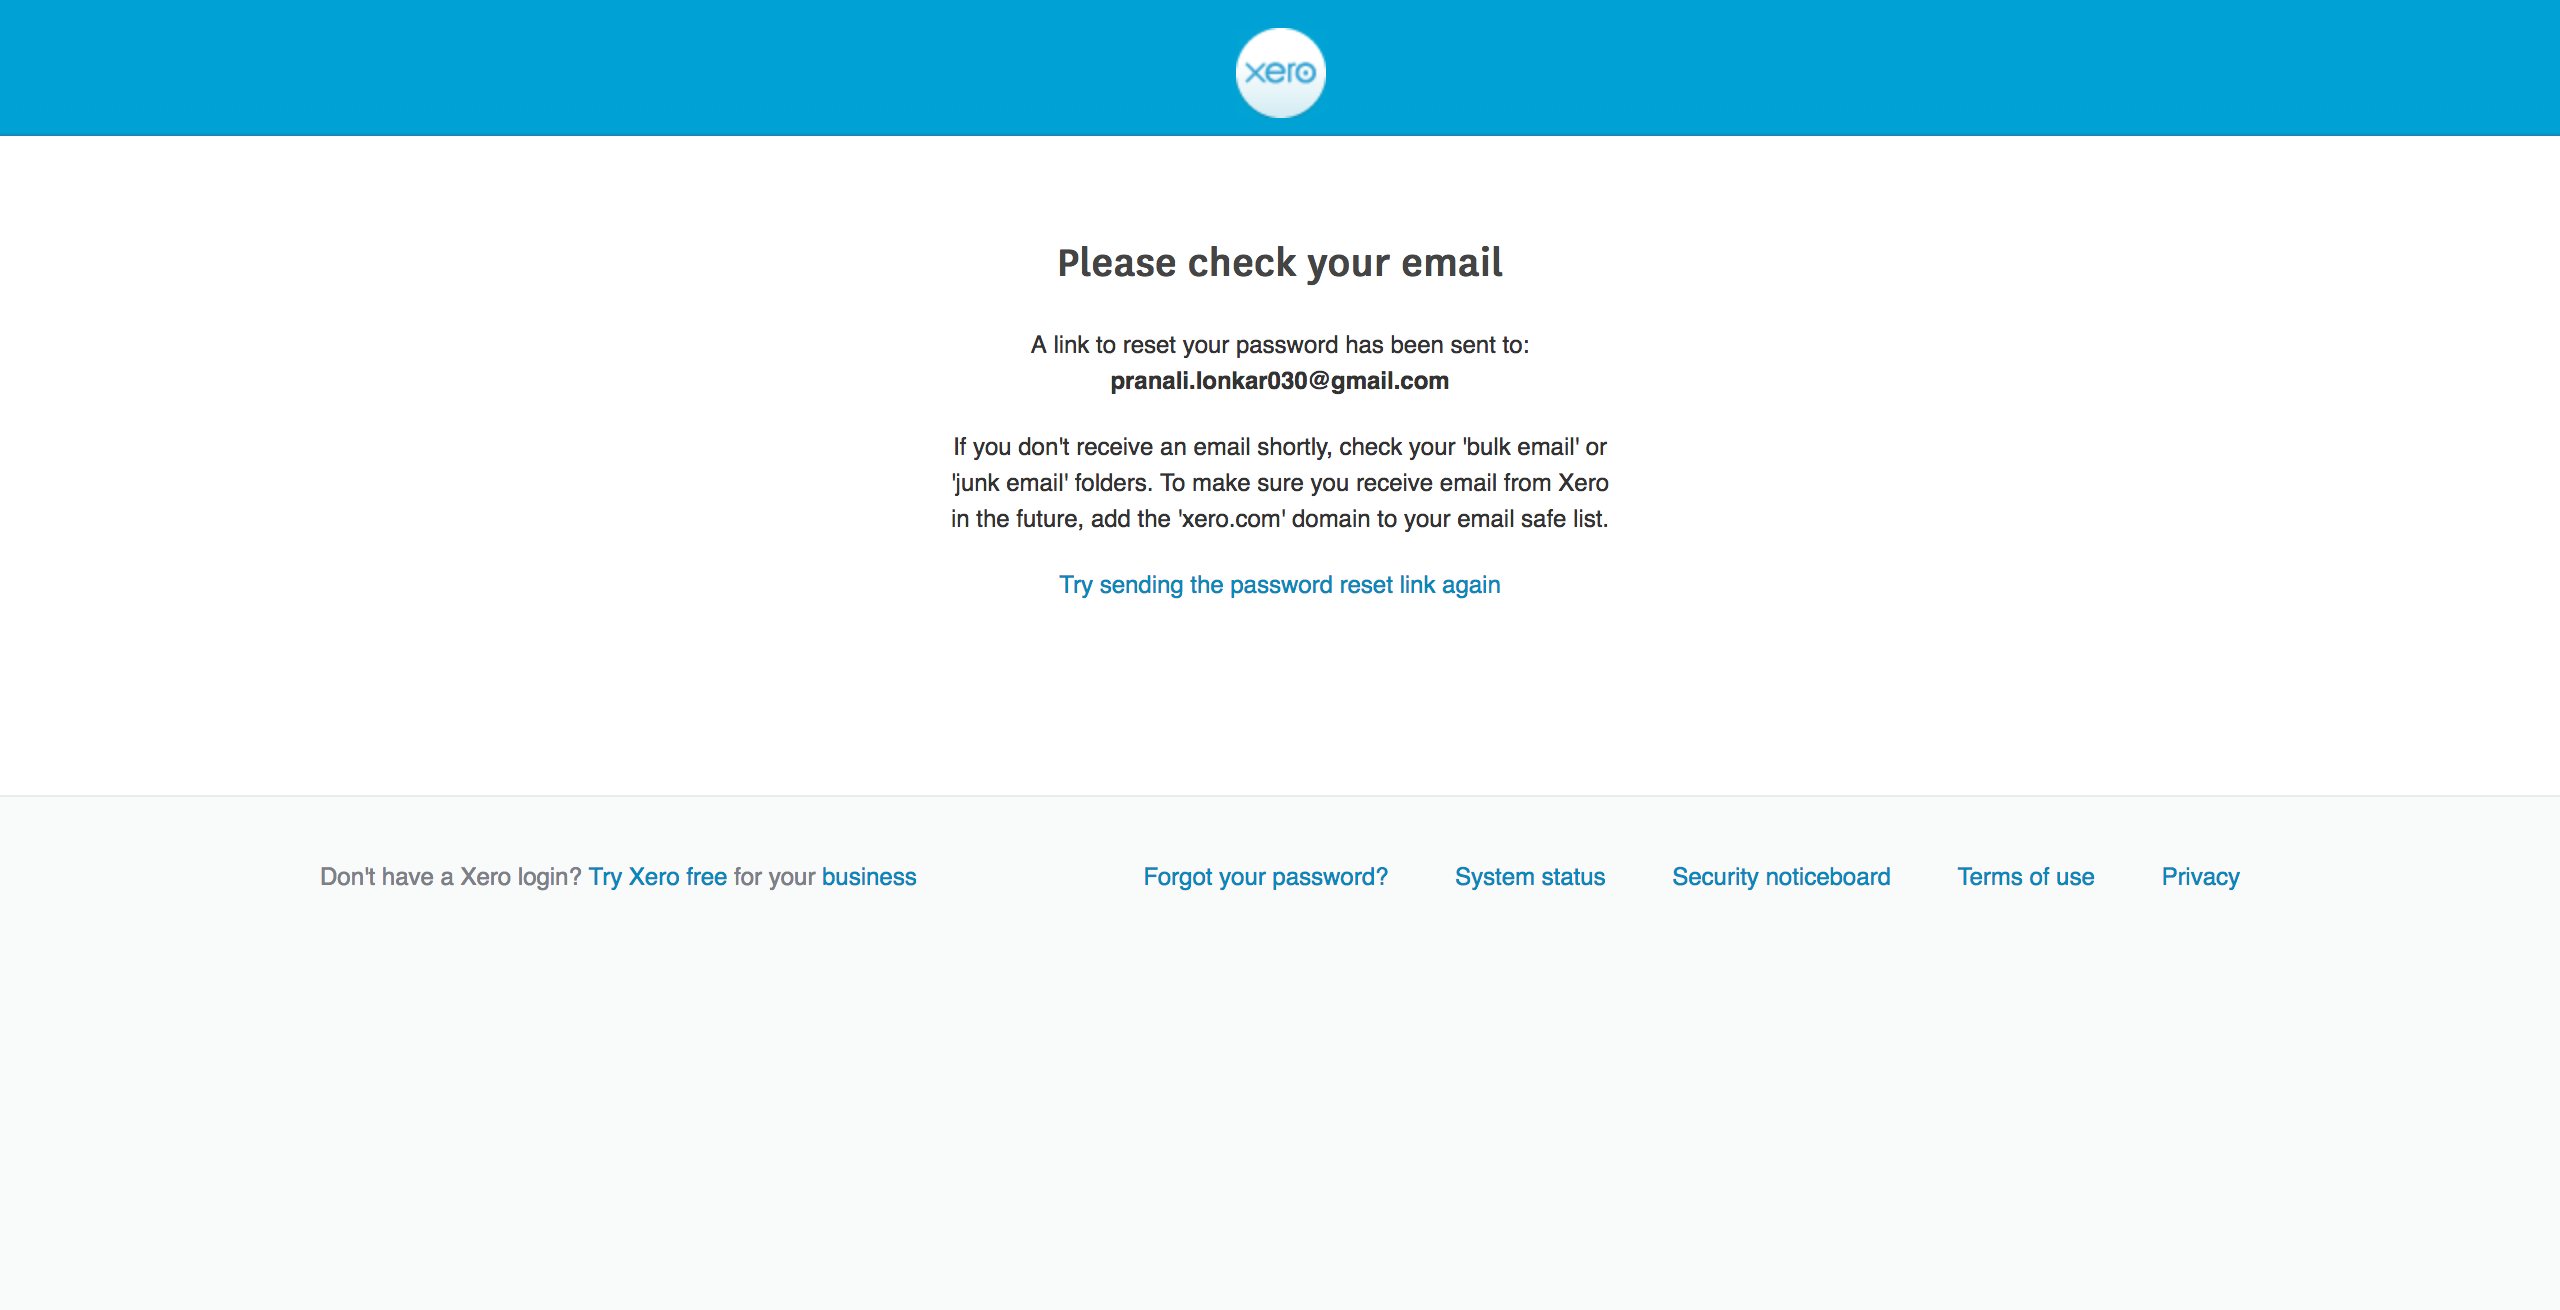 xero
Please check your email
A link to reset your password has been sent to:
pranali.lonkar030@gmail.com
If you don't receive an email shortly, check your 'bulk email' or
'junk email' folders. To make sure you receive email from Xero
in the future, add the 'xero.com' domain to your email safe list.
Try sending the password reset link again
Don't have a Xero login? Try Xero free for your business
Forgot your password? System status Security noticeboard Terms of use Privacy